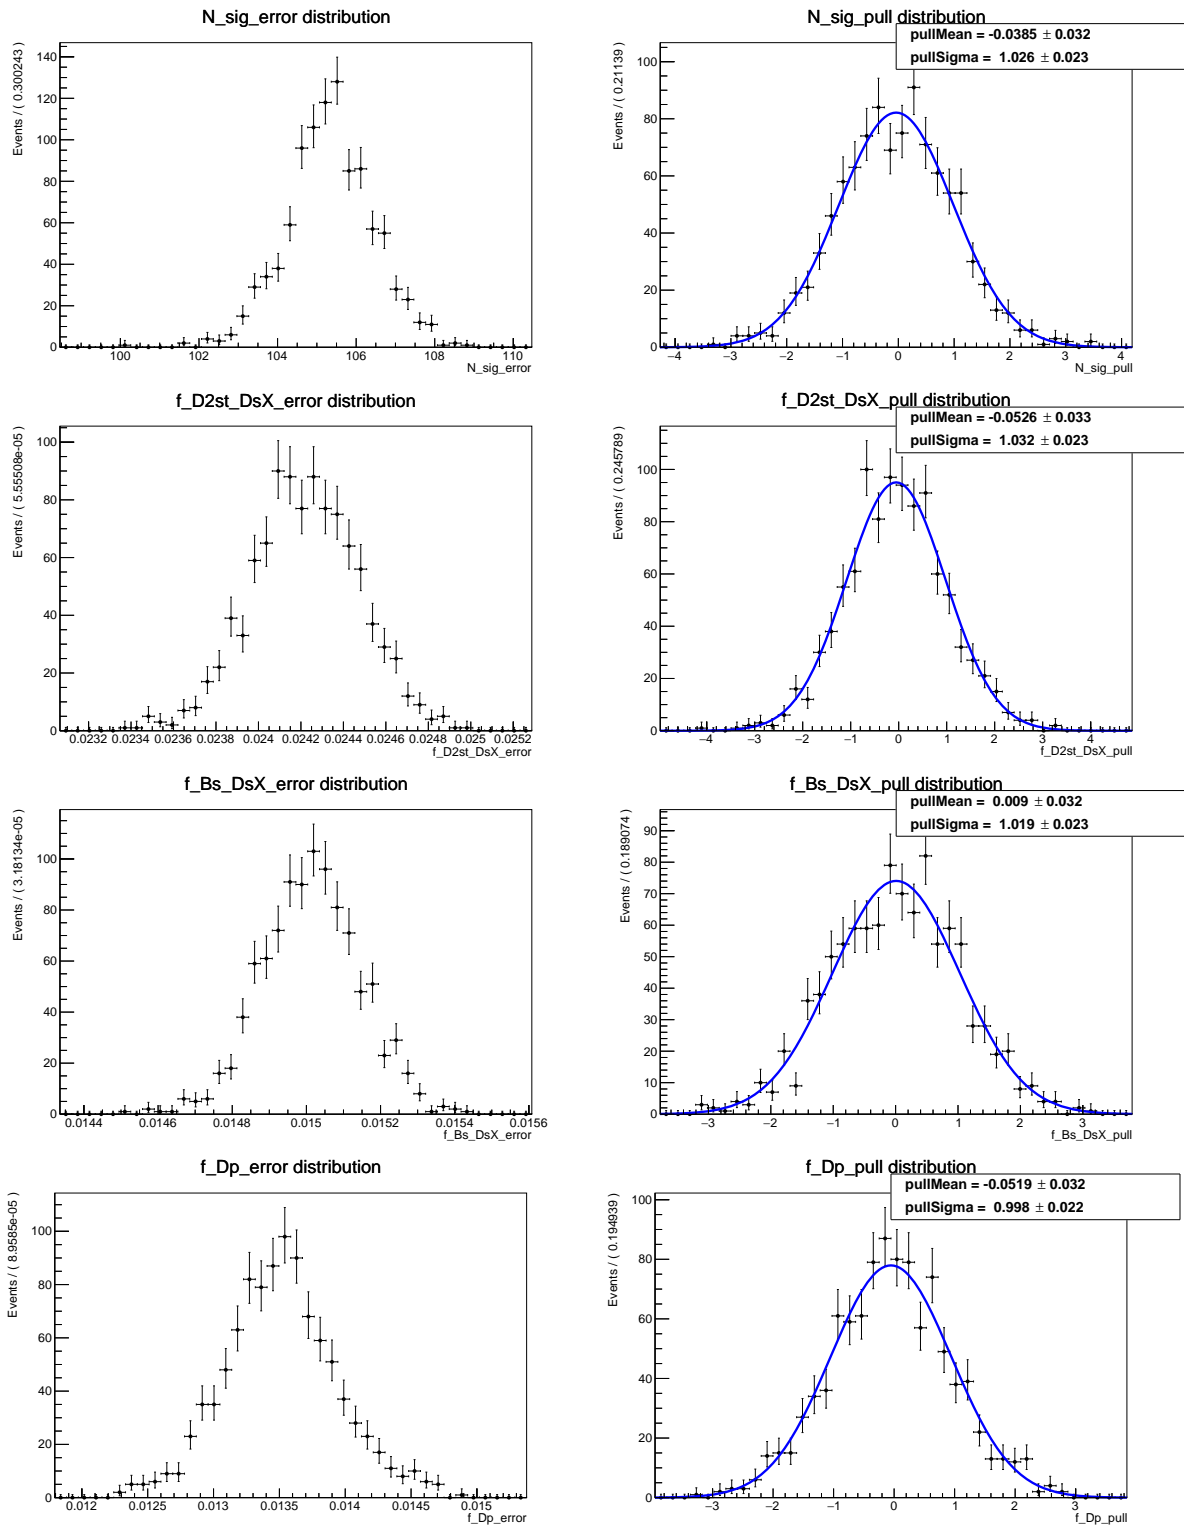 N_sig_error distribution
Events / ( 0.300243 )
140
120
100
80
60
40
20
0
100 102 104 106 108 110
N_sig_error
N_sig_pull distribution
pullMean = -0.0385 ± 0.032
pullSigma = 1.026 ± 0.023
Events / ( 0.21139 )
100
80
60
40
20
0
−4 −3 −2 −1 0 1 2 3 4
N_sig_pull
f_D2st_DsX_error distribution
Events / ( 5.55508e-05 )
100
80
60
40
20
0
0.0232 0.0234 0.0236 0.0238 0.024 0.0242 0.0244 0.0246 0.0248 0.025 0.0252
f_D2st_DsX_error
f_D2st_DsX_pull distribution
pullMean = -0.0526 ± 0.033
pullSigma = 1.032 ± 0.023
Events / ( 0.245789 )
100
80
60
40
20
0
−4 −3 −2 −1 0 1 2 3 4
f_D2st_DsX_pull
f_Bs_DsX_error distribution
Events / ( 3.18134e-05 )
100
80
60
40
20
0
0.0144 0.0146 0.0148 0.015 0.0152 0.0154 0.0156
f_Bs_DsX_error
f_Bs_DsX_pull distribution
pullMean = 0.009 ± 0.032
pullSigma = 1.019 ± 0.023
Events / ( 0.189074 )
90
80
70
60
50
40
30
20
10
0
−3 −2 −1 0 1 2 3
f_Bs_DsX_pull
f_Dp_error distribution
Events / ( 8.9585e-05 )
100
80
60
40
20
0
0.012 0.0125 0.013 0.0135 0.014 0.0145 0.015
f_Dp_error
f_Dp_pull distribution
pullMean = -0.0519 ± 0.032
pullSigma = 0.998 ± 0.022
Events / ( 0.194939 )
100
80
60
40
20
0
−3 −2 −1 0 1 2 3
f_Dp_pull